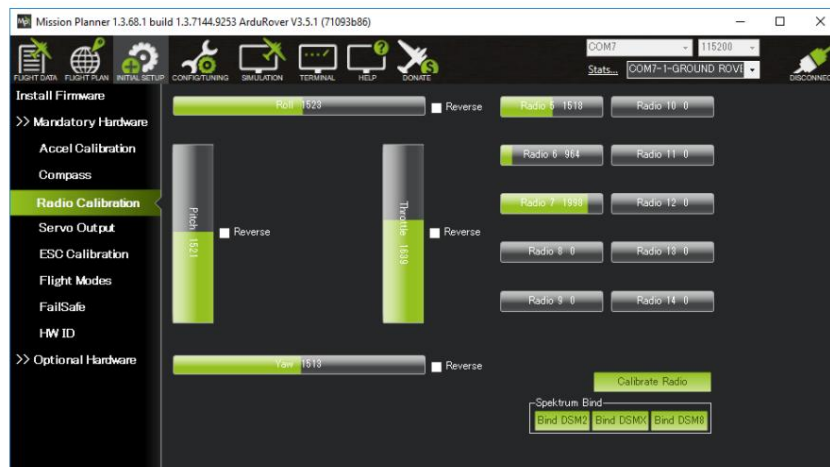 Mission Planner 1.3.68.1 build 1.3.7144.9253 ArduRover V3.5.1 (71093b86)
FLIGHT DATA FLIGHT PLAN INITIAL SETUP CONFIG/TUNING SIMULATION TERMINAL HELP DONATE
COM7 115200
Stats... COM7-1-GROUND ROVE
DISCONNEC
Install Firmware
>> Mandatory Hardware
Accel Calibration
Compass
Radio Calibration
Servo Output
ESC Calibration
Flight Modes
FailSafe
HW ID
>> Optional Hardware
Roll 1523
Reverse
Pitch 1521
Reverse
Throttle 1539
Reverse
Yaw 1513
Reverse
Radio 5 1518
Radio 10 0
Radio 6 964
Radio 11 0
Radio 7 1998
Radio 12 0
Radio 8 0
Radio 13 0
Radio 9 0
Radio 14 0
Calibrate Radio
Spektrum Bind
Bind DSM2 Bind DSMX Bind DSM8